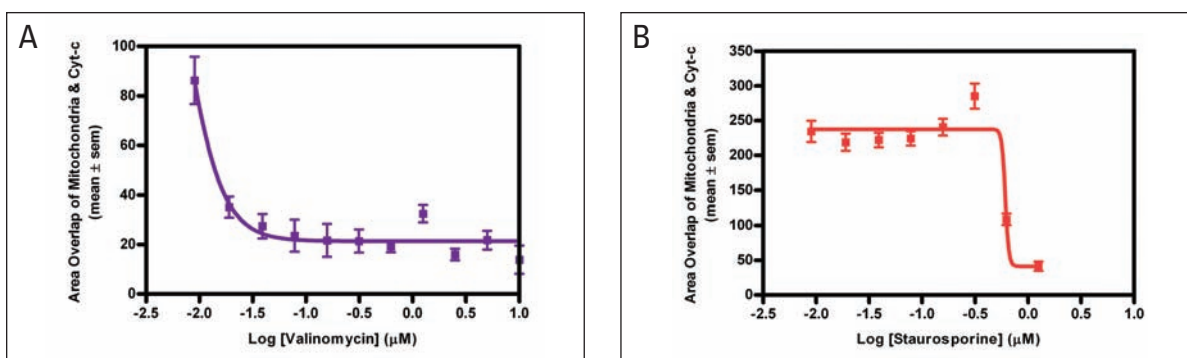 A
Area Overlap of Mitochondria & Cyt-c
(mean ± sem)
100
80
60
40
20
0
-2.5 -2.0 -1.5 -1.0 -0.5 0.0 0.5 1.0
Log [Valinomycin] (μM)
B
Area Overlap of Mitochondria & Cyt-c
(mean ± sem)
350
300
250
200
150
100
50
0
-2.5 -2.0 -1.5 -1.0 -0.5 0.0 0.5 1.0
Log [Staurosporine] (μM)